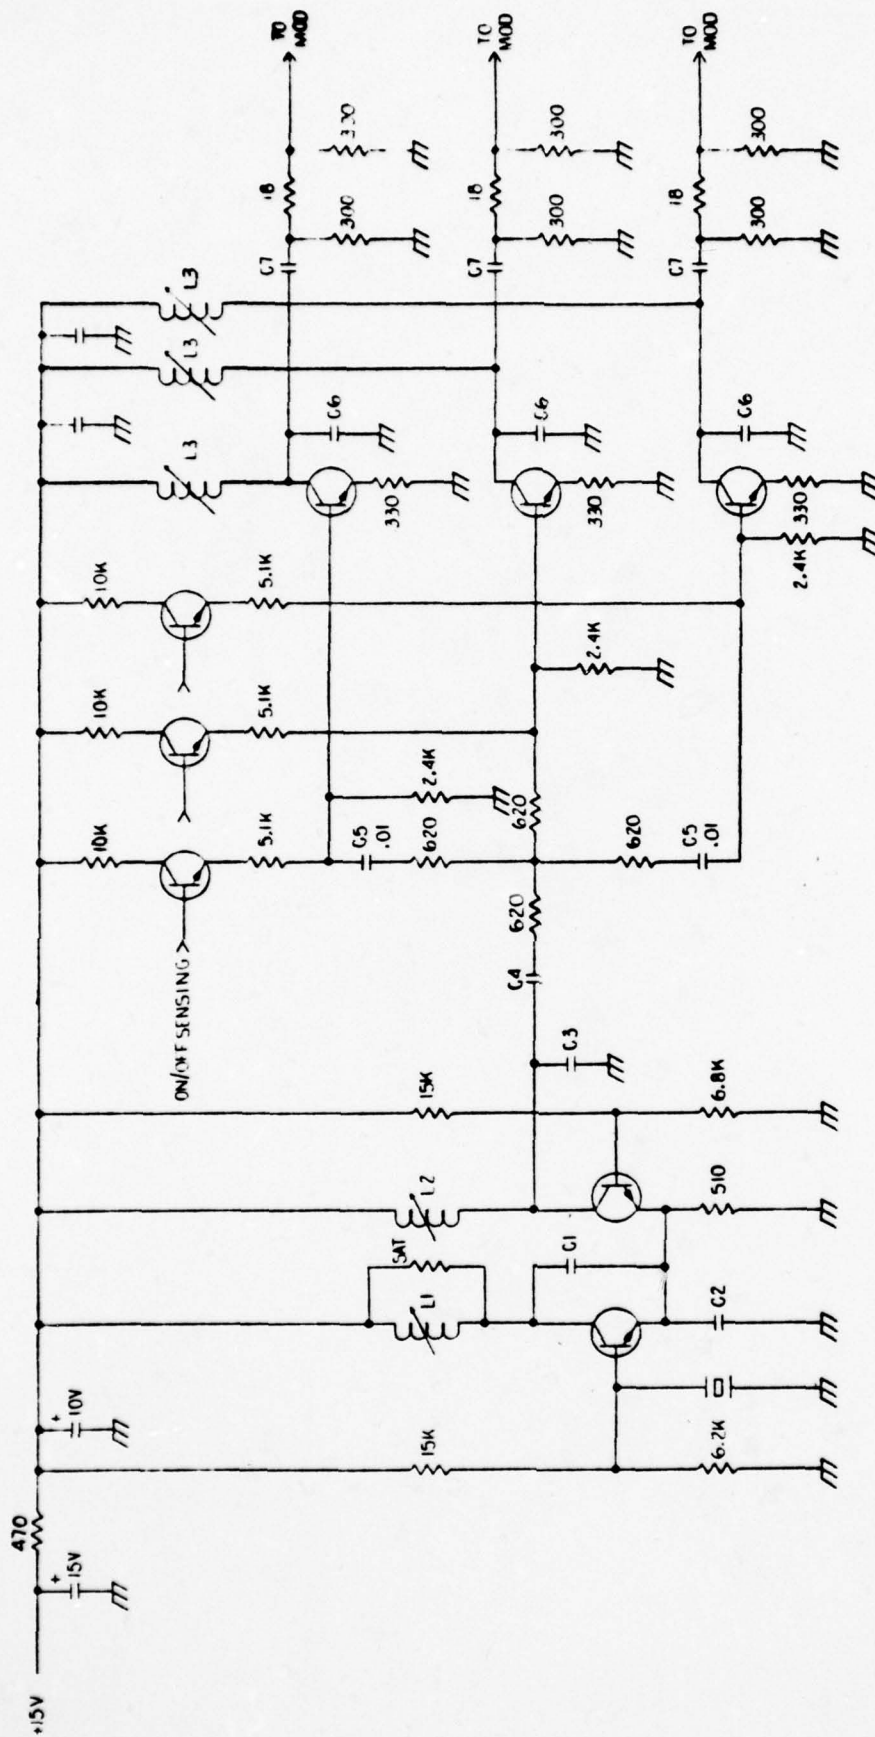 TO
MOD
TO
MOD
TO
MOD
330
300
300
18
18
18
300
300
300
C7
C7
C7
L3
L3
L3
C6
C6
C6
330
330
330
2.4K
10K
5.1K
2.4K
10K
5.1K
2.4K
10K
5.1K
C5
.01
620
620
620
C5
.01
620
ON/OFF SENSING
C4
C3
15K
6.8K
L2
510
SAT
L1
C1
C2
+
10V
15K
6.2K
470
+
15V
+15V